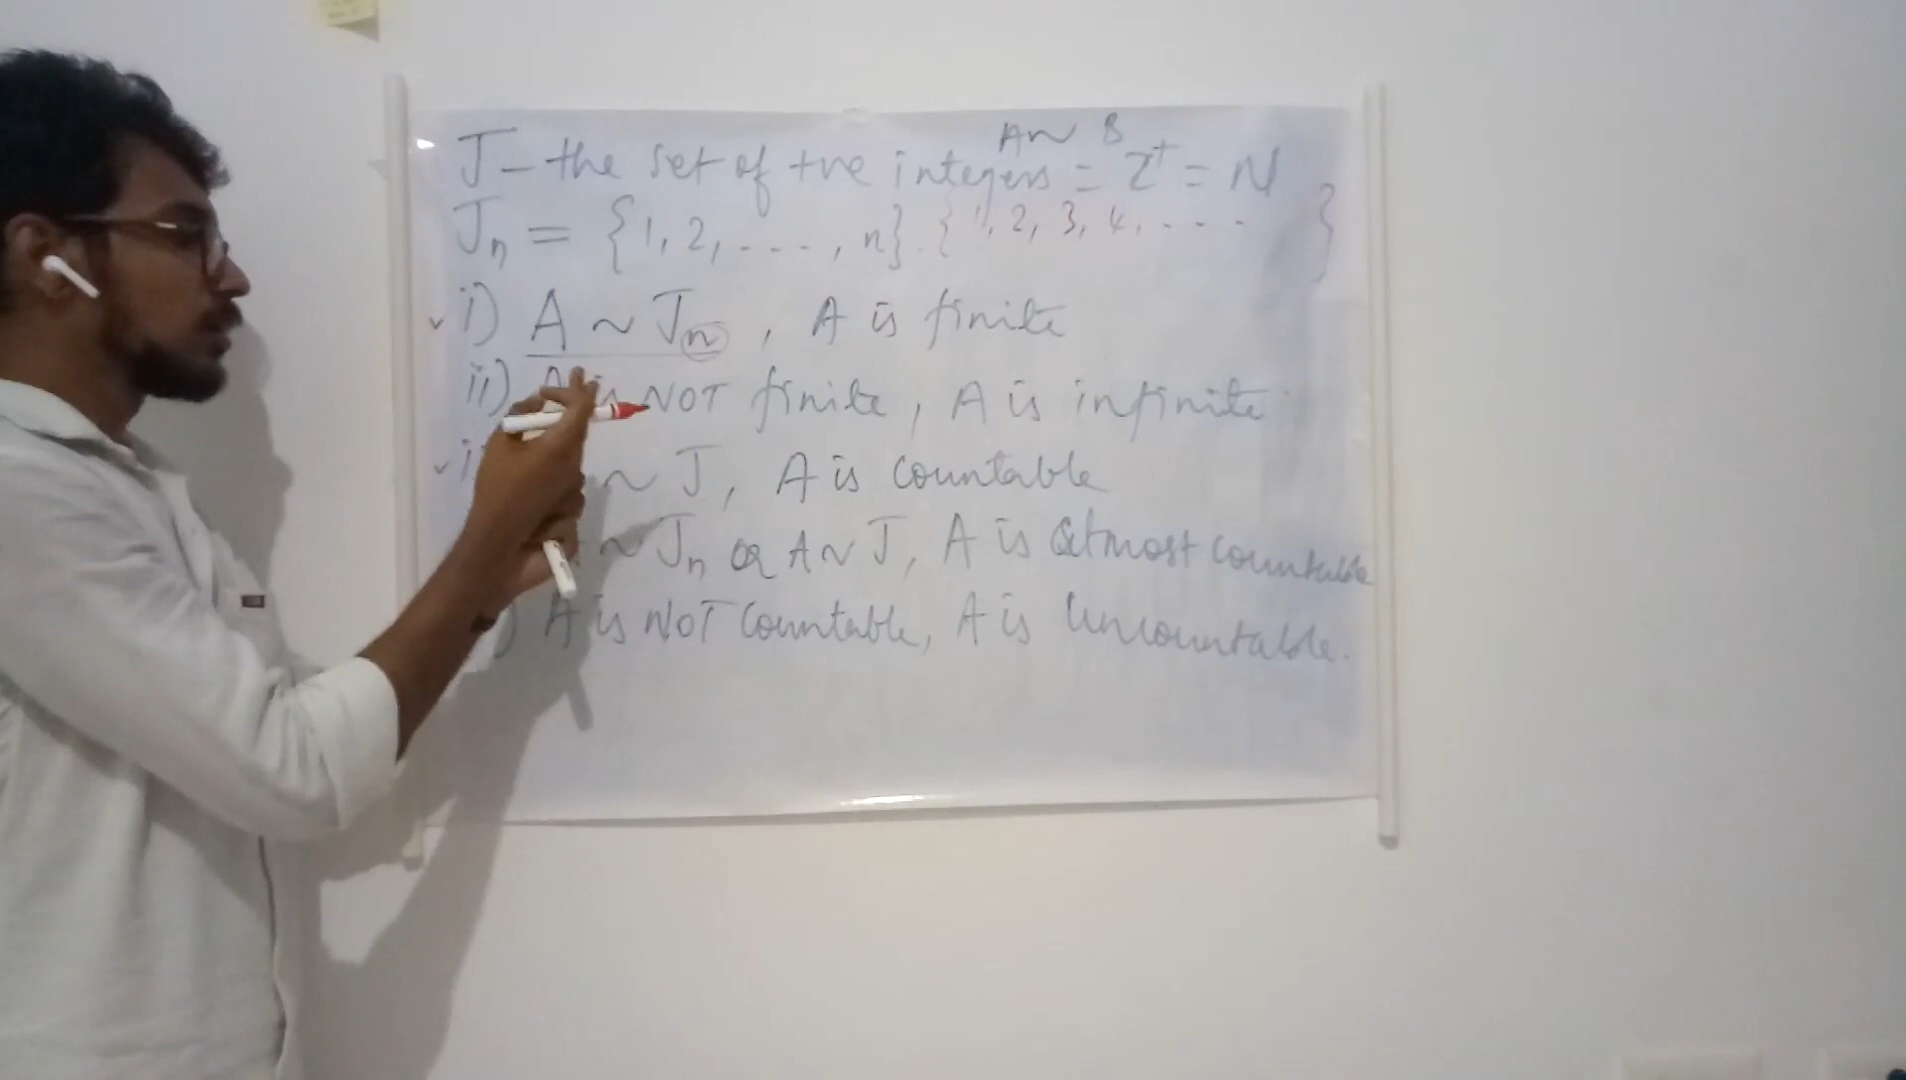 A ~ B
J - the set of +ve integers = Z⁺ = N
Jₙ = {1, 2, ...., n}. {1, 2, 3, 4, .... }
i) A ~ Jₙ, A is finite
ii) A is NOT finite, A is infinite
~ J, A is countable
~ Jₙ or A ~ J, A is atmost countable
) A is NOT countable, A is uncountable.